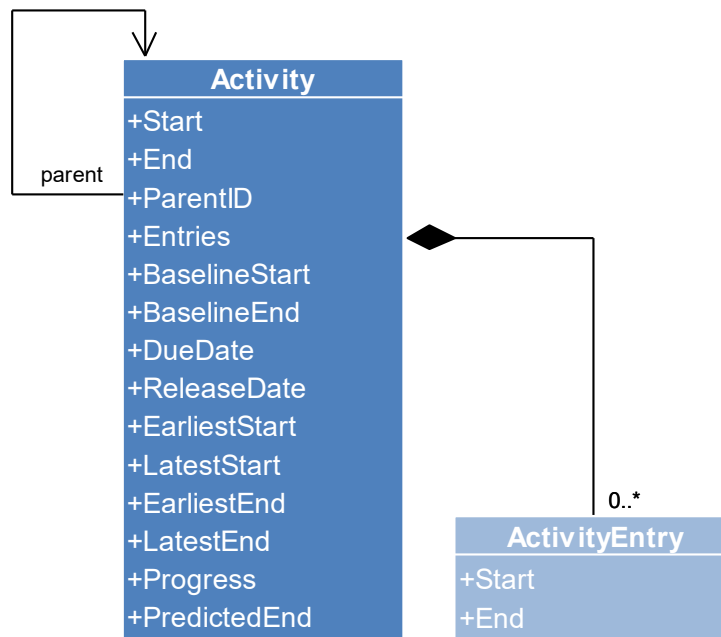 Activity
+Start
+End
parent
+ParentID
+Entries
+BaselineStart
+BaselineEnd
+DueDate
+ReleaseDate
+EarliestStart
+LatestStart
+EarliestEnd
+LatestEnd
+Progress
+PredictedEnd
0..*
ActivityEntry
+Start
+End